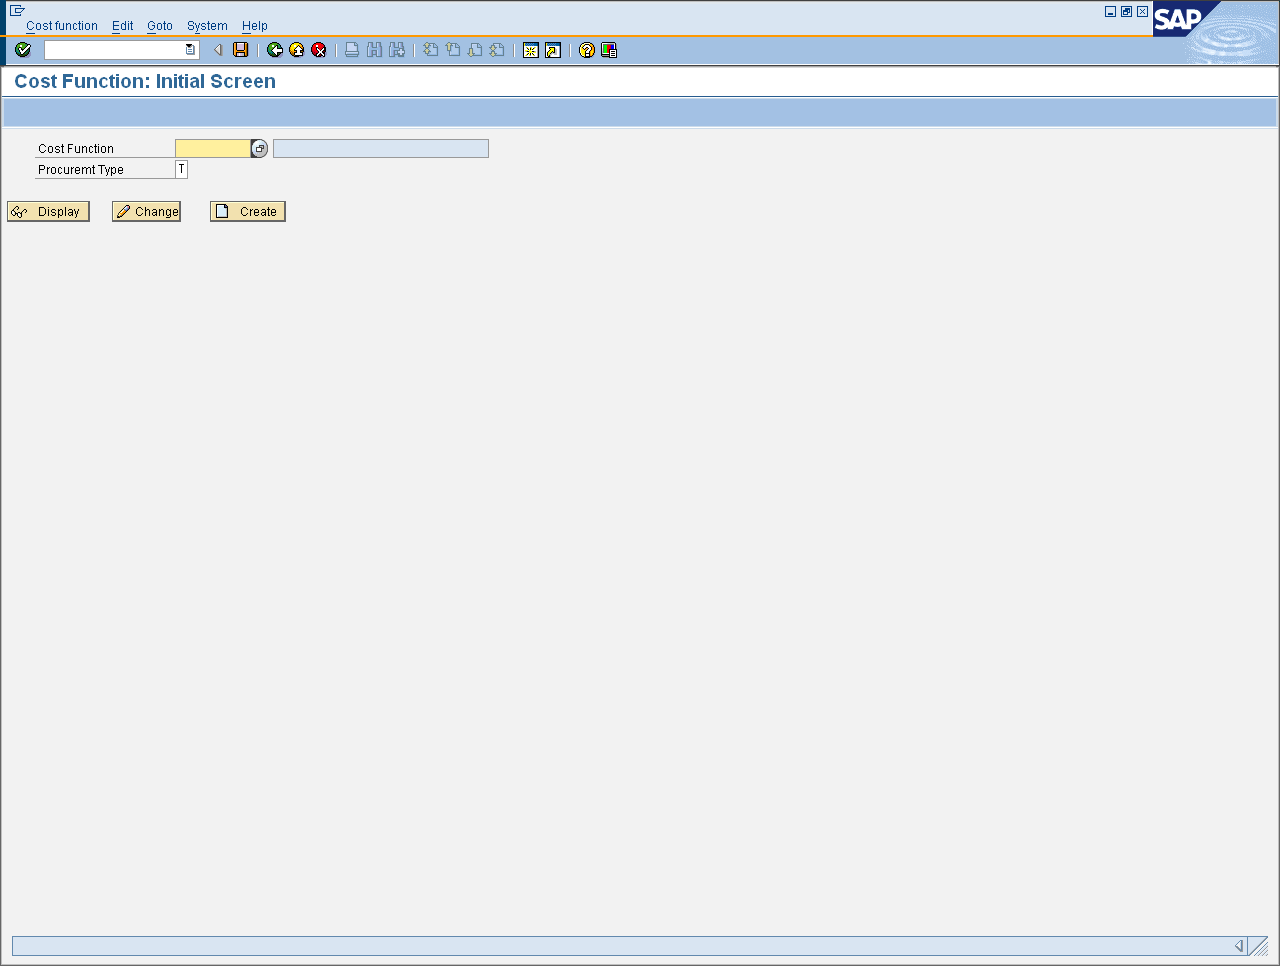 Cost function Edit Goto System Help
SAP
Cost Function: Initial Screen
Cost Function
Procuremt Type T
Display Change Create